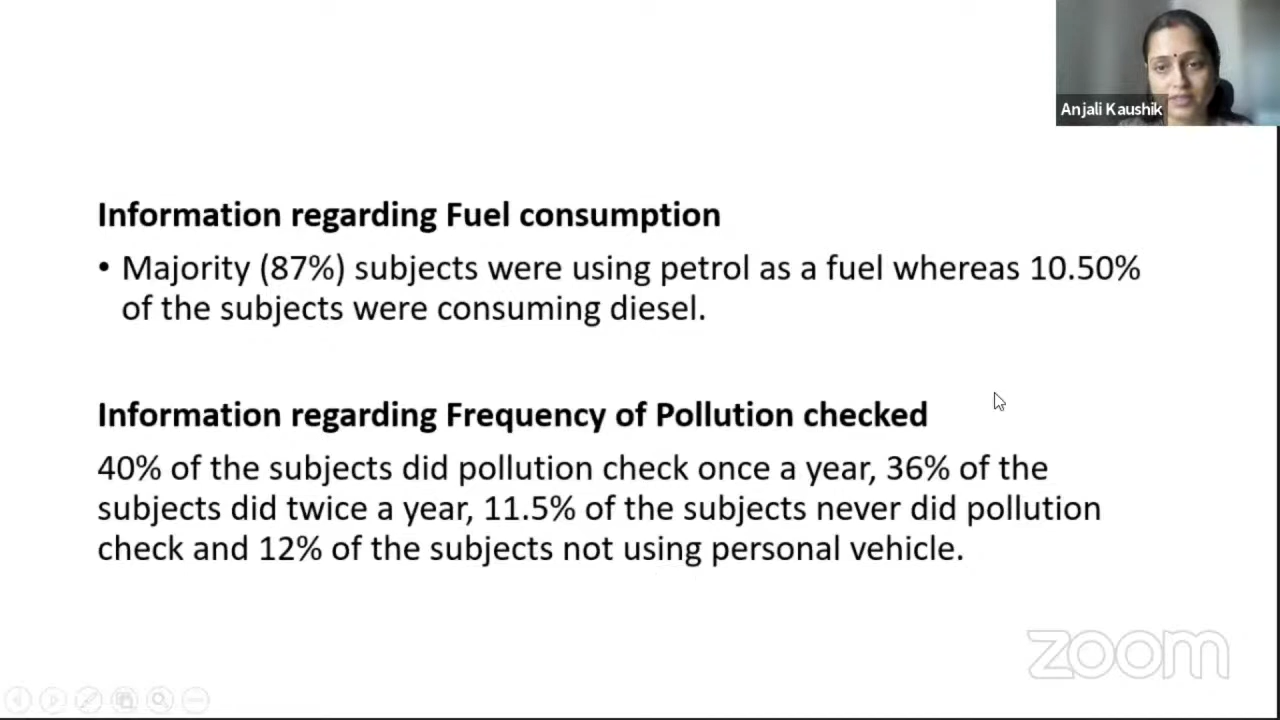 Anjali Kaushik
Information regarding Fuel consumption
• Majority (87%) subjects were using petrol as a fuel whereas 10.50%
of the subjects were consuming diesel.
Information regarding Frequency of Pollution checked
40% of the subjects did pollution check once a year, 36% of the
subjects did twice a year, 11.5% of the subjects never did pollution
check and 12% of the subjects not using personal vehicle.
zoom